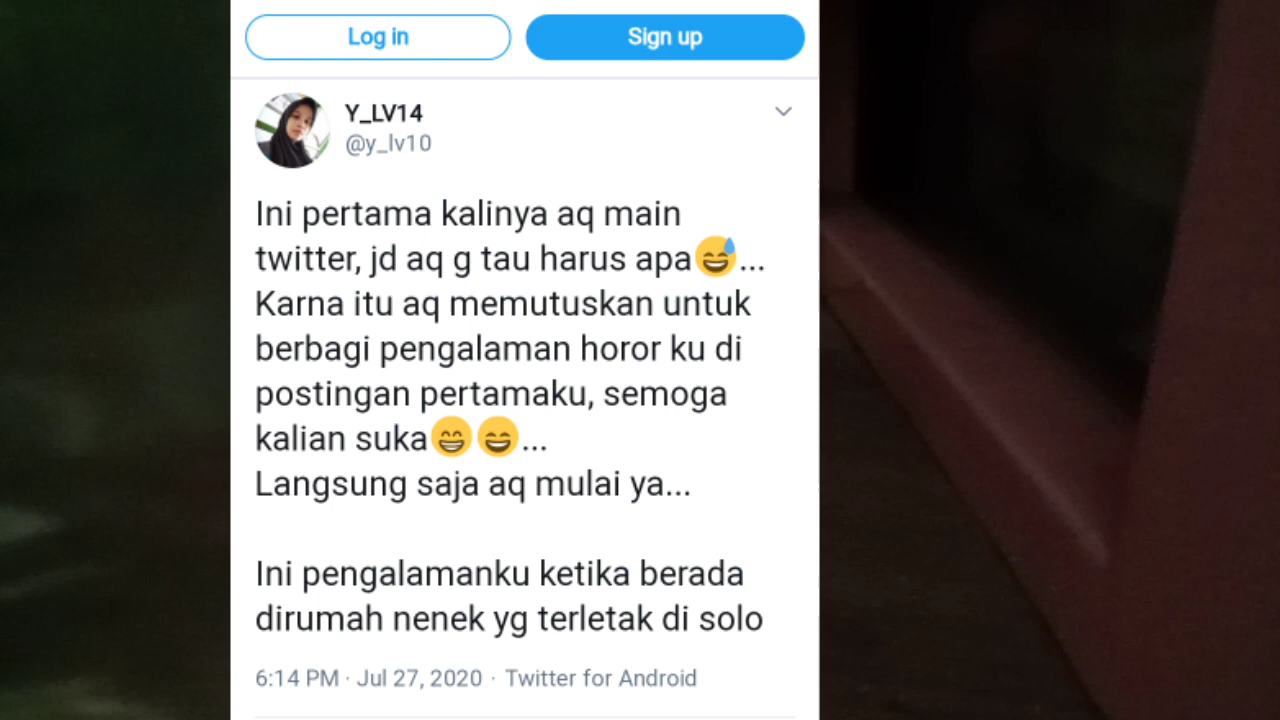 Log in Sign up
Y_LV14
@y_lv10
Ini pertama kalinya aq main
twitter, jd aq g tau harus apa😅...
Karna itu aq memutuskan untuk
berbagi pengalaman horor ku di
postingan pertamaku, semoga
kalian suka😁😄...
Langsung saja aq mulai ya...
Ini pengalamanku ketika berada
dirumah nenek yg terletak di solo
6:14 PM · Jul 27, 2020 · Twitter for Android